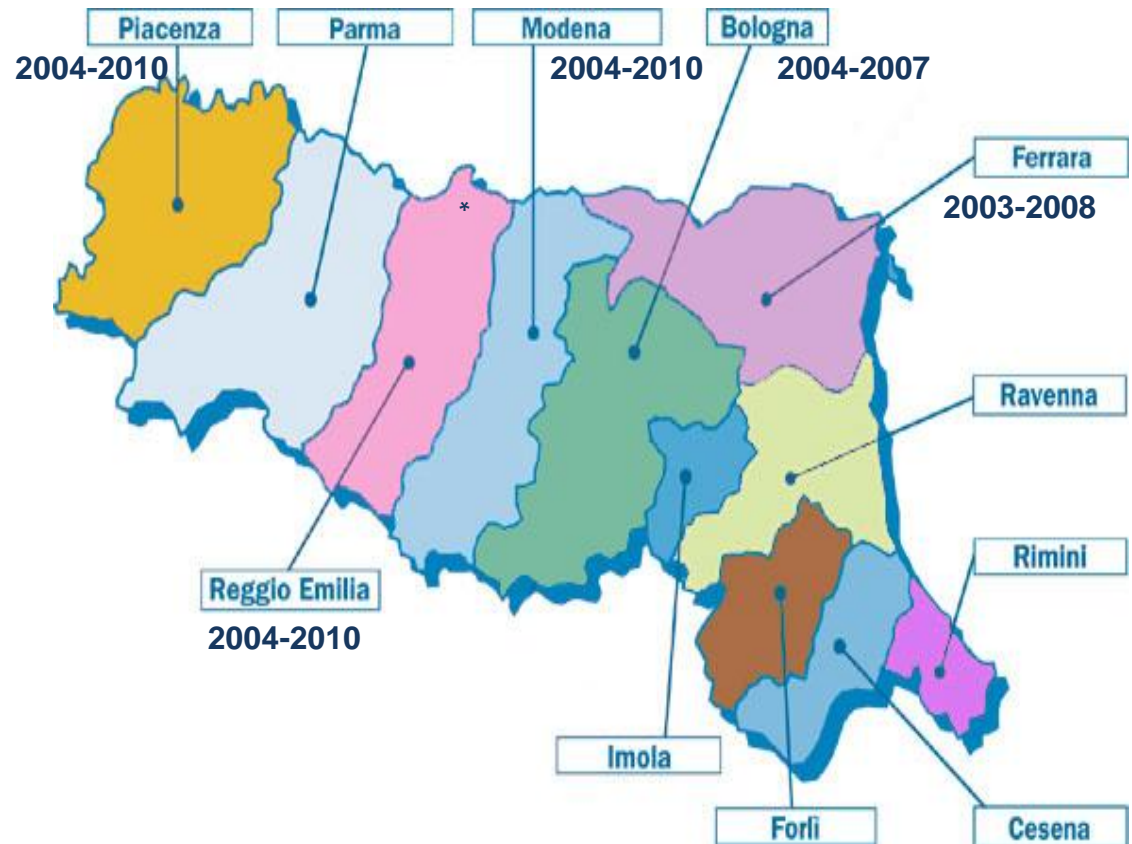 Piacenza
Parma
Modena
Bologna
2004-2010
2004-2010
2004-2007
Ferrara
2003-2008
*
Ravenna
Rimini
Reggio Emilia
2004-2010
Imola
Forlì
Cesena